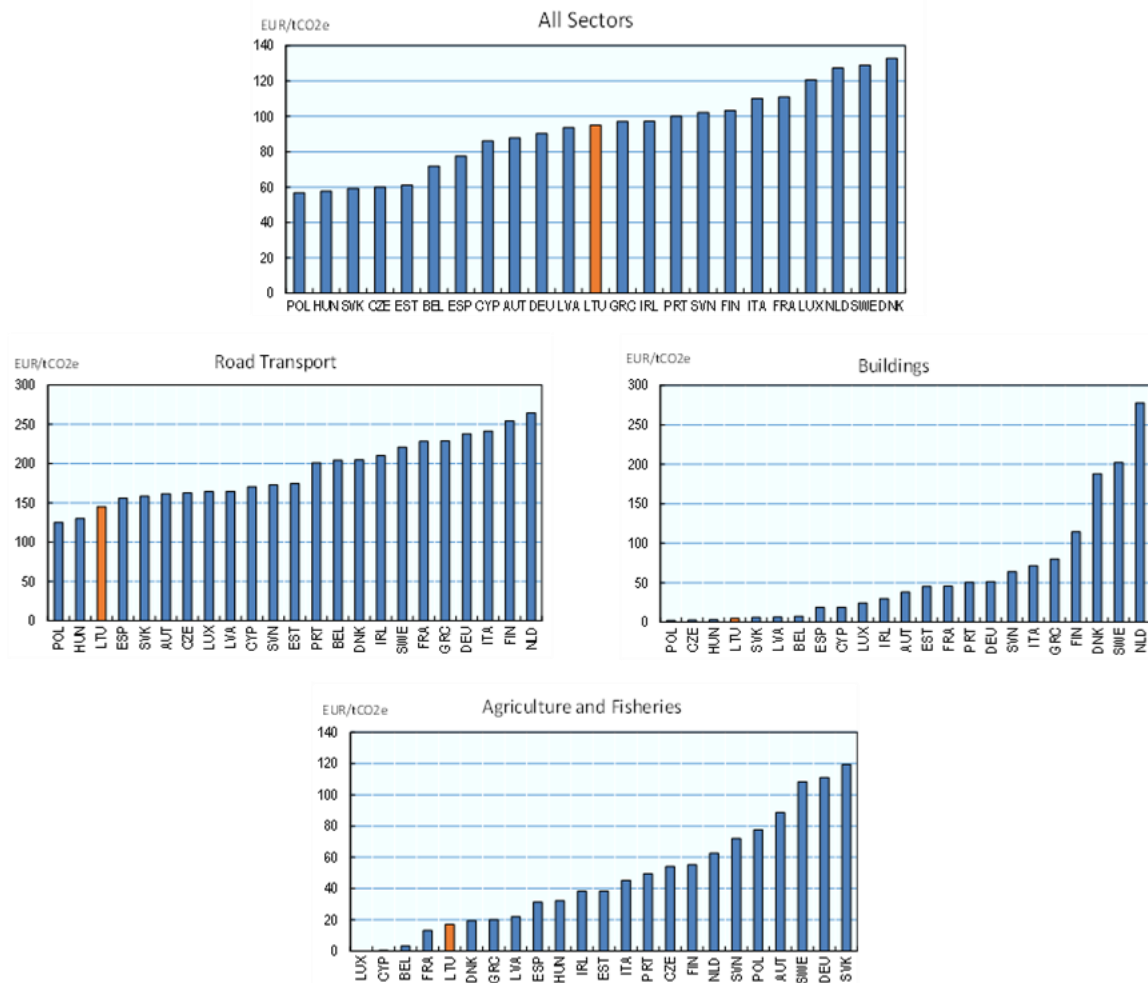 All Sectors
EUR/tCO2e
140
120
100
80
60
40
20
0
POL HUN SVK CZE EST BEL ESP CYP AUT DEU LVA LTU GRC IRL PRT SVN FIN ITA FRA LUX NLD SWE DNK
Road Transport
EUR/tCO2e
300
250
200
150
100
50
0
POL HUN LTU ESP SVK AUT CZE LUX LVA CYP SVN EST PRT BEL DNK IRL SWE FRA GRC DEU ITA FIN NLD
Buildings
EUR/tCO2e
300
250
200
150
100
50
0
POL CZE HUN LTU SVK LVA BEL ESP CYP LUX IRL AUT EST FRA PRT DEU SVN ITA GRC FIN DNK SWE NLD
Agriculture and Fisheries
EUR/tCO2e
140
120
100
80
60
40
20
0
LUX CYP BEL FRA LTU DNK GRC LVA ESP HUN IRL EST ITA PRT CZE FIN NLD SVN POL AUT SWE DEU SVK